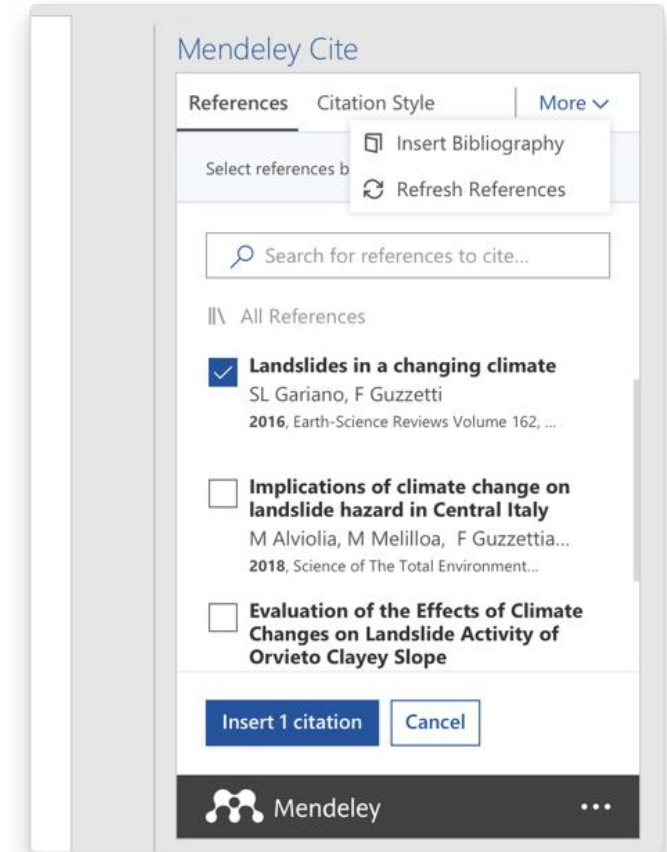 Mendeley Cite
References Citation Style More
Insert Bibliography
Select references b
Refresh References
Search for references to cite...
All References
Landslides in a changing climate
SL Gariano, F Guzzetti
2016, Earth-Science Reviews Volume 162, ...
Implications of climate change on
landslide hazard in Central Italy
M Alviolia, M Melilloa, F Guzzettia...
2018, Science of The Total Environment...
Evaluation of the Effects of Climate
Changes on Landslide Activity of
Orvieto Clayey Slope
Insert 1 citation Cancel
Mendeley ...